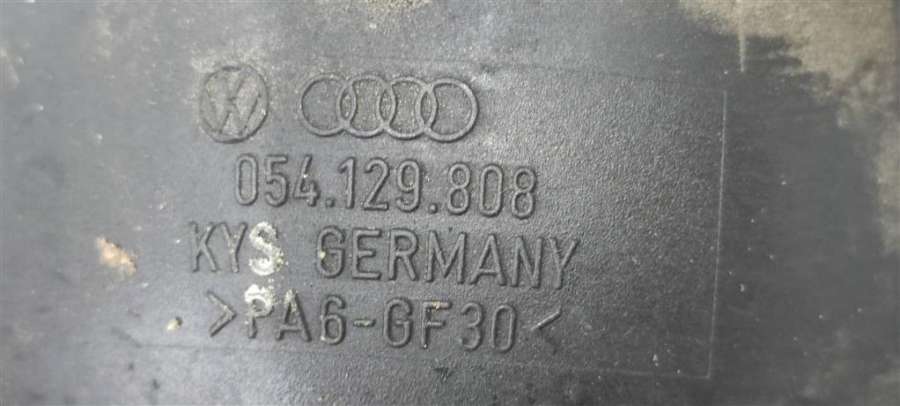 054.129.808
KYS GERMANY
>PA6-GF30<